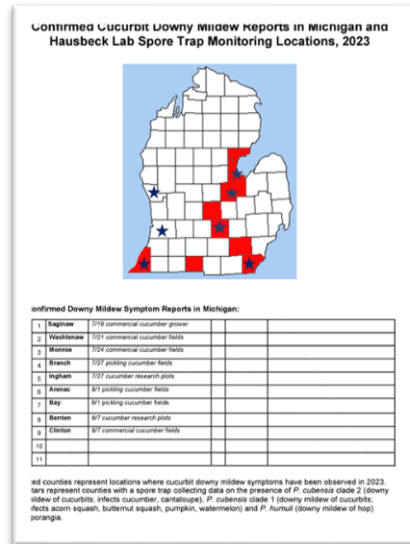 Confirmed Cucurbit Downy Mildew Reports in Michigan and
Hausbeck Lab Spore Trap Monitoring Locations, 2023
onfirmed Downy Mildew Symptom Reports in Michigan:
1 Saginaw 7/19 commercial cucumber grower
2 Washtenaw 7/21 commercial cucumber fields
3 Monroe 7/24 commercial cucumber fields
4 Branch 7/27 pickling cucumber fields
5 Ingham 7/27 cucumber research plots
6 Arenac 8/1 pickling cucumber fields
7 Bay 8/1 pickling cucumber fields
8 Berrien 8/7 cucumber research plots
9 Clinton 8/7 commercial cucumber fields
10
11
ed counties represent locations where cucurbit downy mildew symptoms have been observed in 2023.
tars represent counties with a spore trap collecting data on the presence of P. cubensis clade 2 (downy
ildew of cucurbits; infects cucumber, cantaloupe), P. cubensis clade 1 (downy mildew of cucurbits;
nfects acorn squash, butternut squash, pumpkin, watermelon) and P. humuli (downy mildew of hop)
porangia.